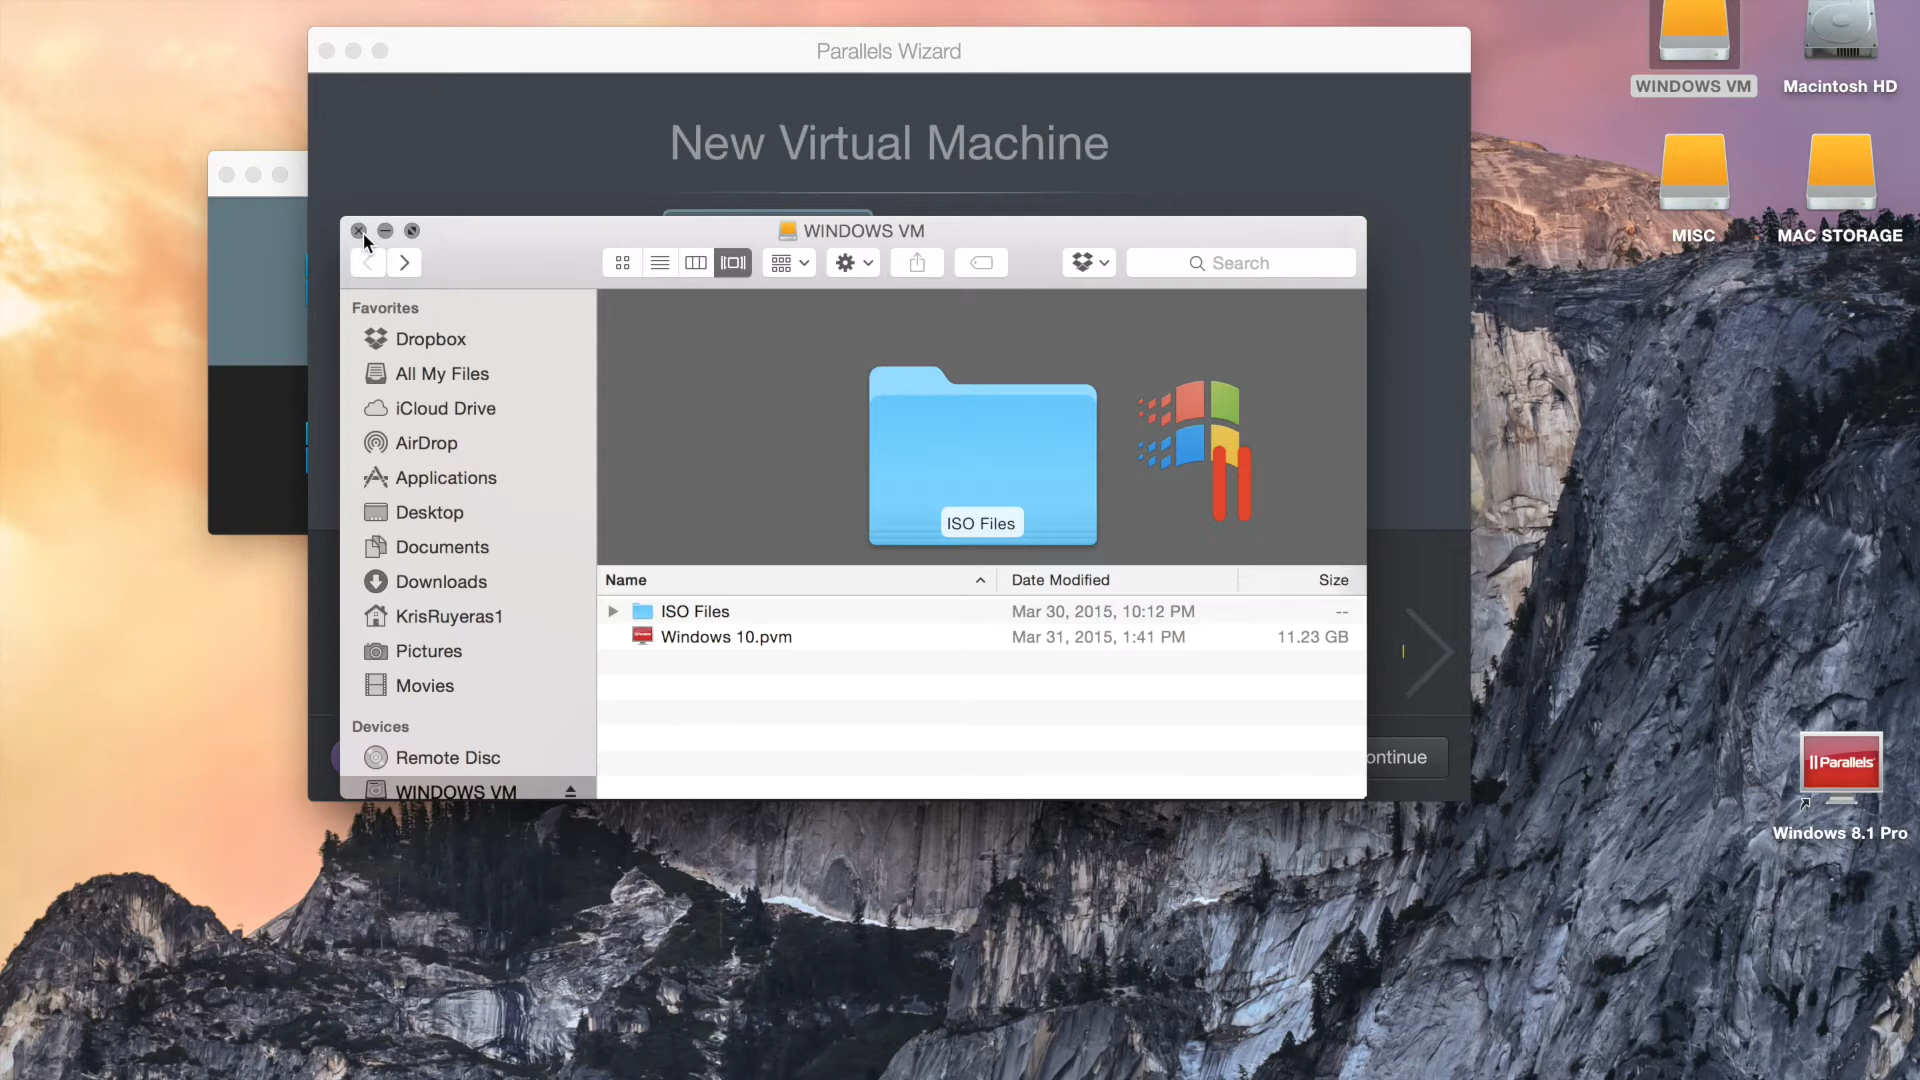 Parallels Wizard
New Virtual Machine
WINDOWS VM
Macintosh HD
MISC
MAC STORAGE
WINDOWS VM
Search
Favorites
Dropbox
All My Files
iCloud Drive
AirDrop
Applications
Desktop
Documents
Downloads
KrisRuyeras1
Pictures
Movies
Devices
Remote Disc
WINDOWS VM
ISO Files
Name Date Modified Size
ISO Files Mar 30, 2015, 10:12 PM --
Windows 10.pvm Mar 31, 2015, 1:41 PM 11.23 GB
ontinue
Parallels
Windows 8.1 Pro